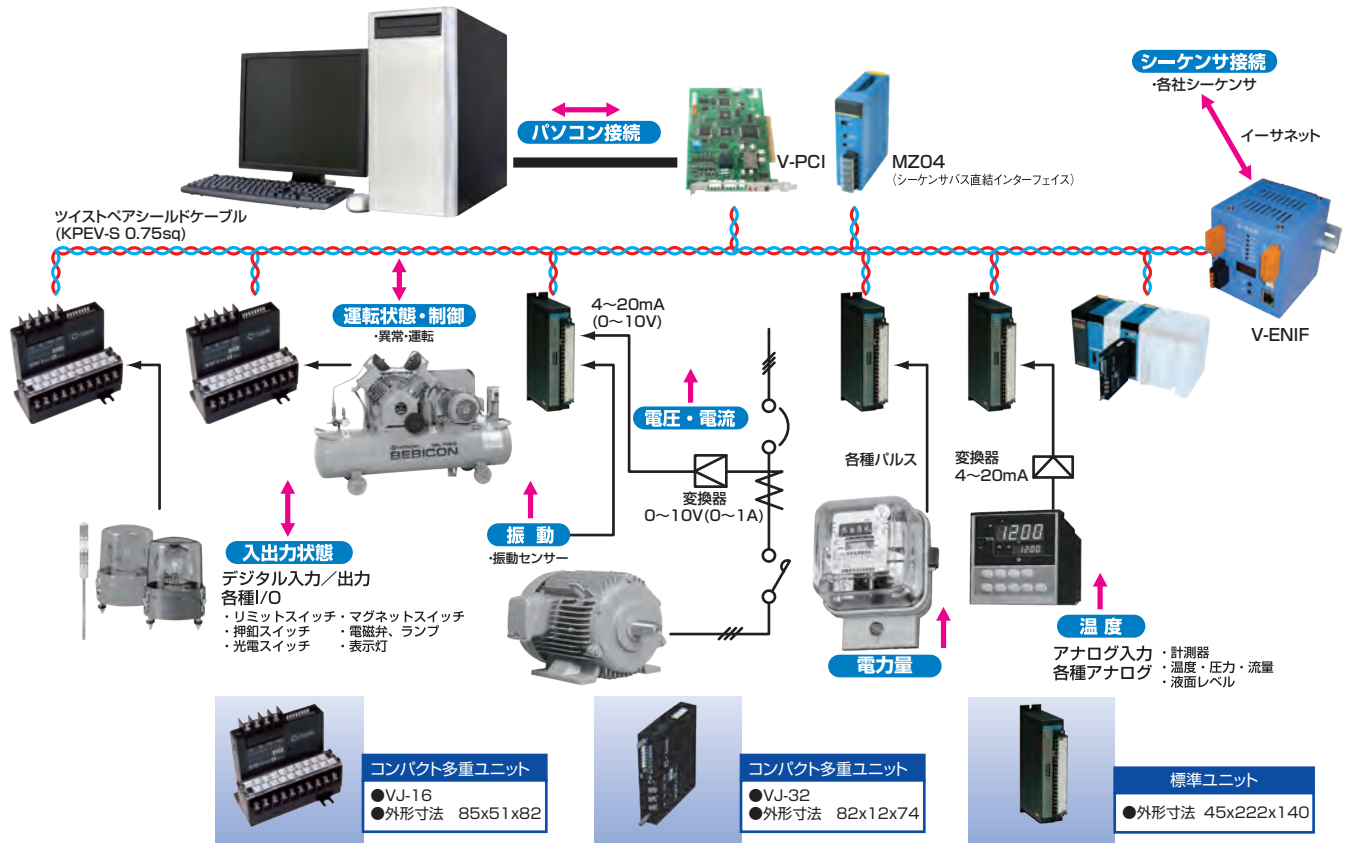 シーケンサ接続
・各社シーケンサ
イーサネット
パソコン接続
V-PCI
MZ04
(シーケンサバス直結インターフェイス)
ツイストペアシールドケーブル
(KPEV-S 0.75sq)
V-ENIF
運転状態・制御
・異常・運転
4〜20mA
(0〜10V)
電圧・電流
BEBICON
変換器
0〜10V(0〜1A)
各種パルス
変換器
4〜20mA
1200
1200
振 動
・振動センサー
入出力状態
デジタル入力／出力
各種I/O
・リミットスイッチ・マグネットスイッチ
・押釦スイッチ ・電磁弁、ランプ
・光電スイッチ ・表示灯
電力量
温 度
アナログ入力 ・計測器
各種アナログ ・温度・圧力・流量
・液面レベル
コンパクト多重ユニット
●VJ-16
●外形寸法 85x51x82
コンパクト多重ユニット
●VJ-32
●外形寸法 82x12x74
標準ユニット
●外形寸法 45x222x140